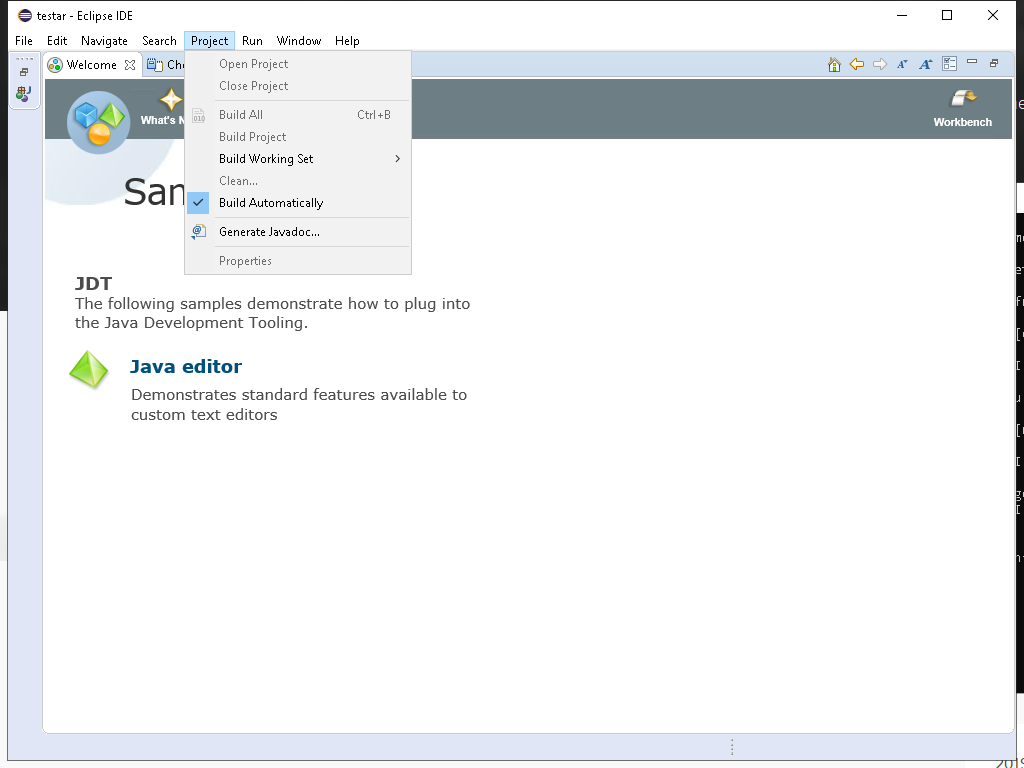 testar - Eclipse IDE
File Edit Navigate Search Project Run Window Help
Welcome
Open Project
Close Project
What's
Build All Ctrl+B
Build Project
Build Working Set
Clean...
Build Automatically
Generate Javadoc...
Properties
Workbench
JDT
The following samples demonstrate how to plug into
the Java Development Tooling.
Java editor
Demonstrates standard features available to
custom text editors